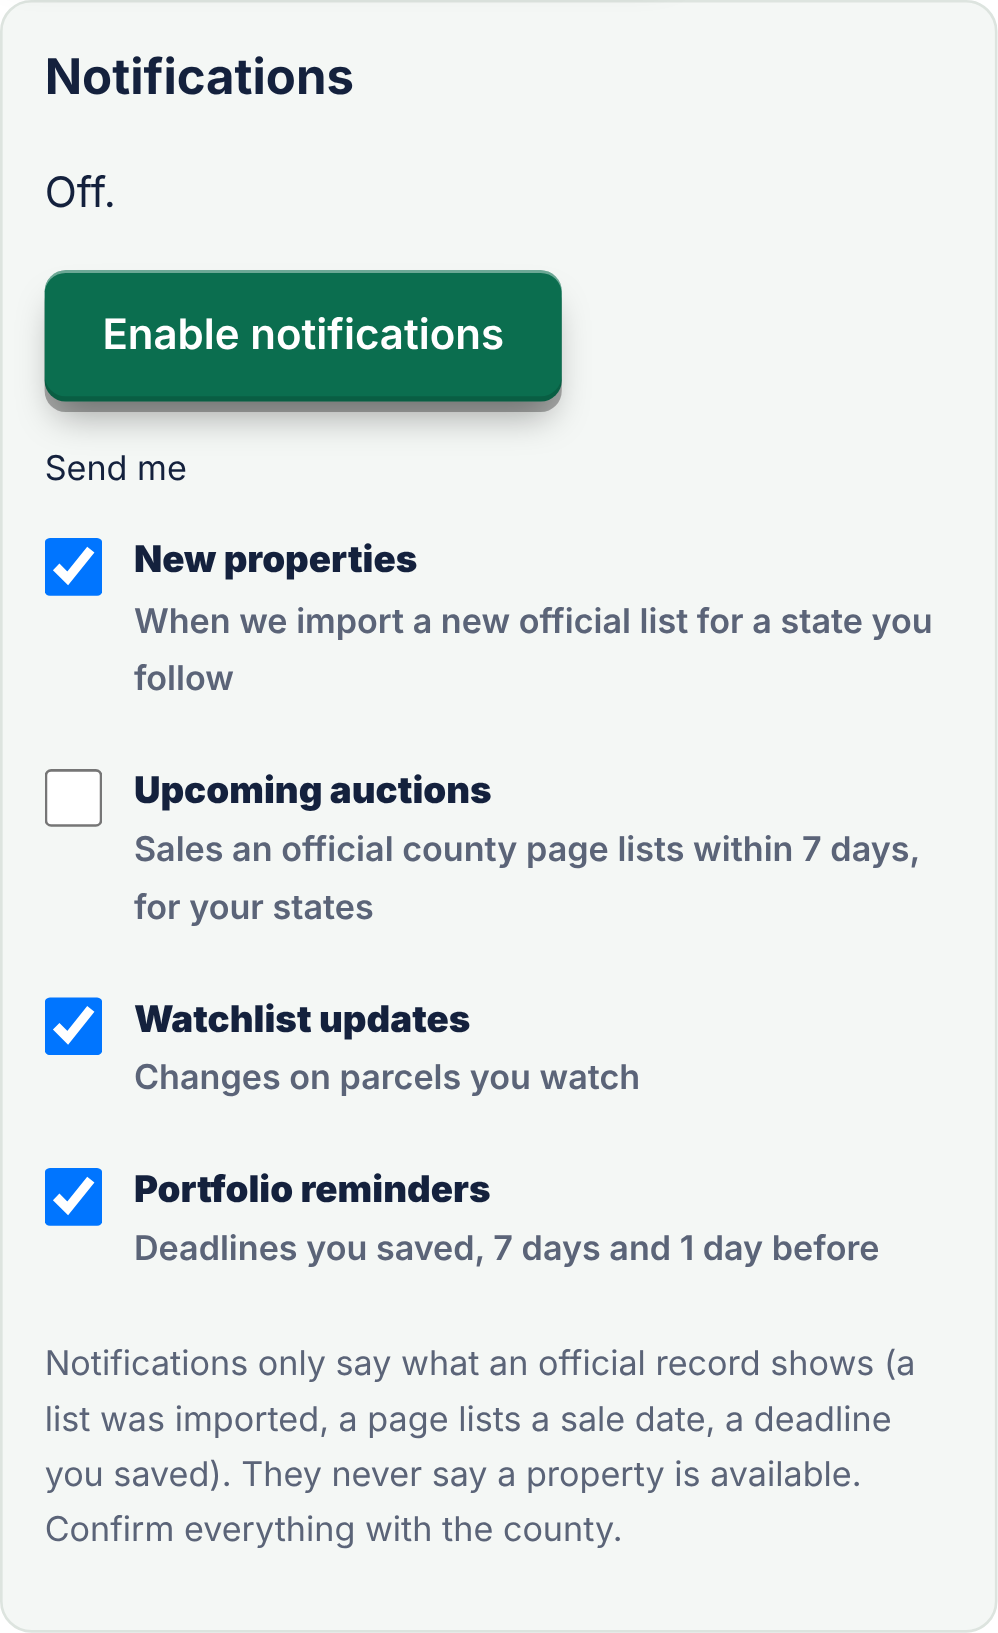 Notifications
Off.
Enable notifications
Send me
New properties
When we import a new official list for a state you
follow
Upcoming auctions
Sales an official county page lists within 7 days,
for your states
Watchlist updates
Changes on parcels you watch
Portfolio reminders
Deadlines you saved, 7 days and 1 day before
Notifications only say what an official record shows (a
list was imported, a page lists a sale date, a deadline
you saved). They never say a property is available.
Confirm everything with the county.